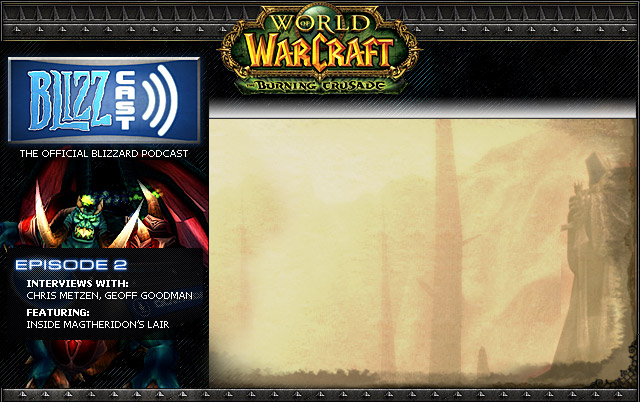 WORLD
OF
WARCRAFT
THE BURNING CRUSADE
BLIZZ
CAST
THE OFFICIAL BLIZZARD PODCAST
EPISODE 2
INTERVIEWS WITH:
CHRIS METZEN, GEOFF GOODMAN
FEATURING:
INSIDE MAGTHERIDON'S LAIR